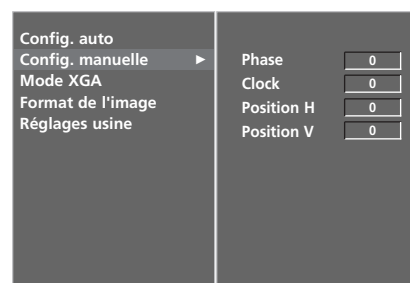 Config. auto
Config. manuelle ►
Mode XGA
Format de l'image
Réglages usine
Phase 0
Clock 0
Position H 0
Position V 0